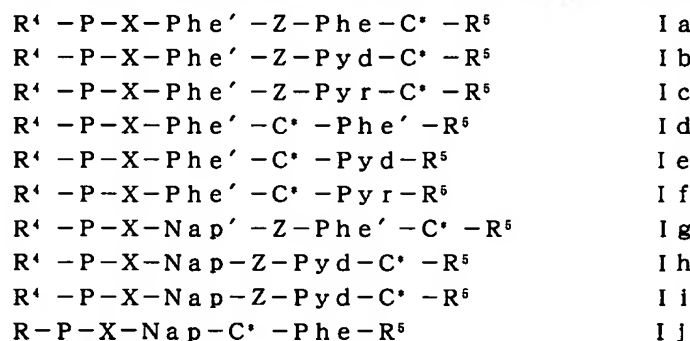 R⁴ –P–X–Phe′ –Z–Phe–C* –R⁵ Ia
R⁴ –P–X–Phe′ –Z–Pyd–C* –R⁵ Ib
R⁴ –P–X–Phe′ –Z–Pyr–C* –R⁵ Ic
R⁴ –P–X–Phe′ –C* –Phe′ –R⁵ Id
R⁴ –P–X–Phe′ –C* –Pyd–R⁵ Ie
R⁴ –P–X–Phe′ –C* –Pyr–R⁵ If
R⁴ –P–X–Nap′ –Z–Phe′ –C* –R⁵ Ig
R⁴ –P–X–Nap–Z–Pyd–C* –R⁵ Ih
R⁴ –P–X–Nap–Z–Pyd–C* –R⁵ Ii
R–P–X–Nap–C* –Phe–R⁵ Ij